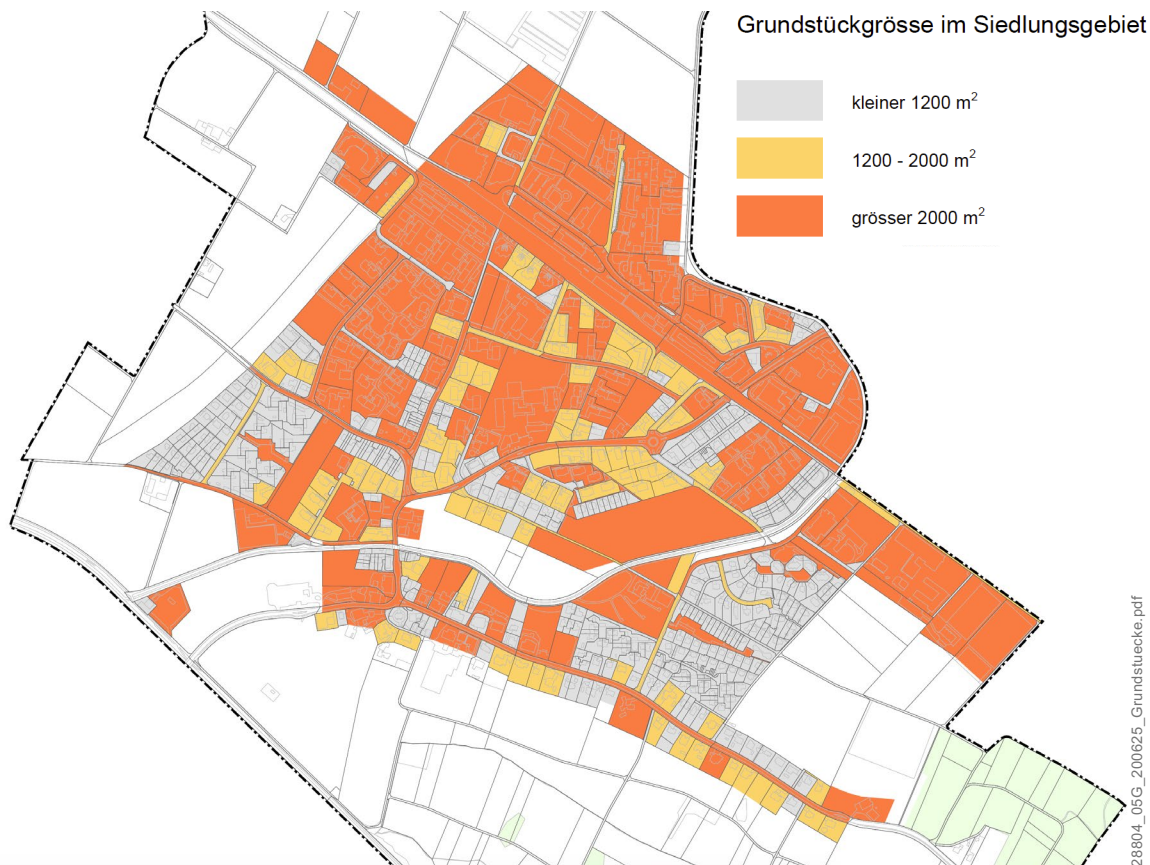 Grundstückgrösse im Siedlungsgebiet
kleiner 1200 m²
1200 - 2000 m²
grösser 2000 m²
28804_05G_200625_Grundstuecke.pdf